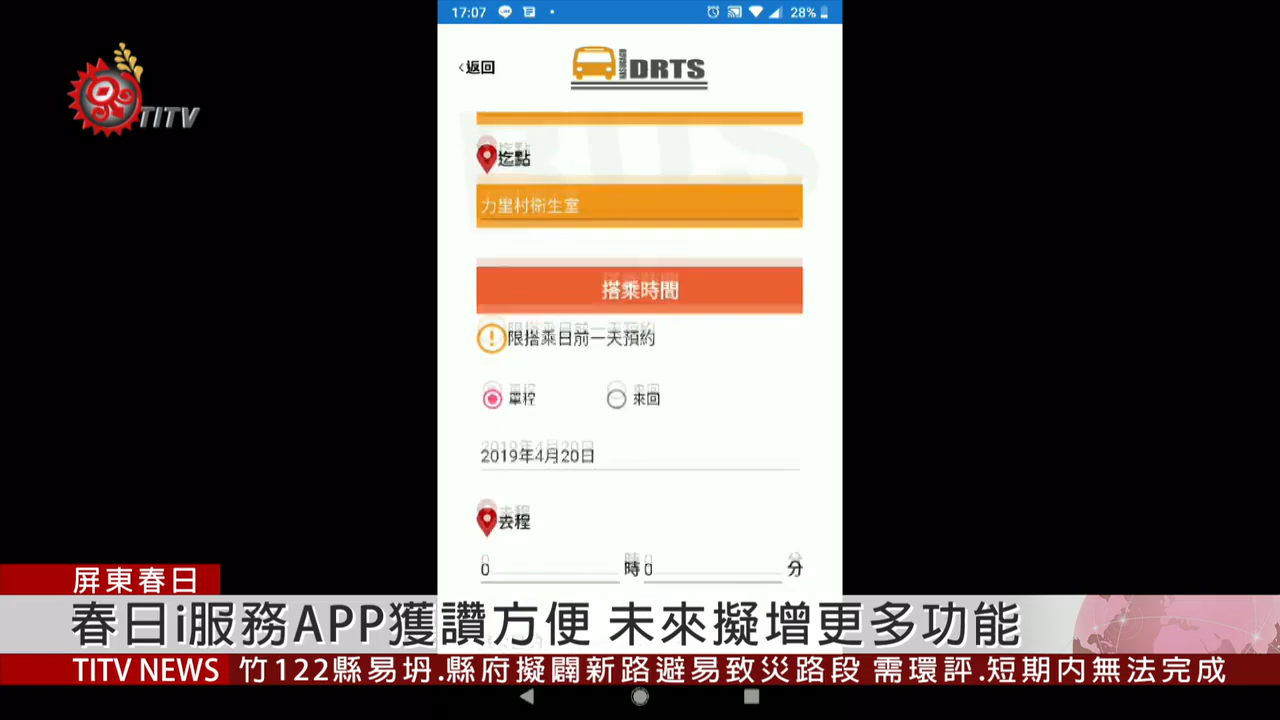 17:07
28%
返回
DRTS
TITV
迄點
力里村衛生室
搭乘時間
限搭乘日前一天預約
單程
來回
2019年4月20日
去程
0 時 0 分
屏東春日
春日i服務APP獲讚方便 未來擬增更多功能
TITV NEWS 竹122縣易坍.縣府擬闢新路避易致災路段 需環評.短期內無法完成